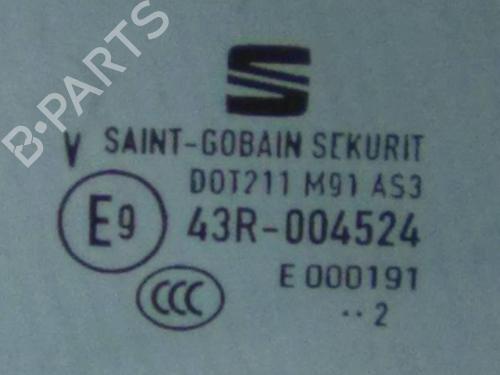 B-PARTS
V SAINT-GOBAIN SEKURIT
DOT211 M91 AS3
E9 43R-004524
E 000191
CCC
·· 2